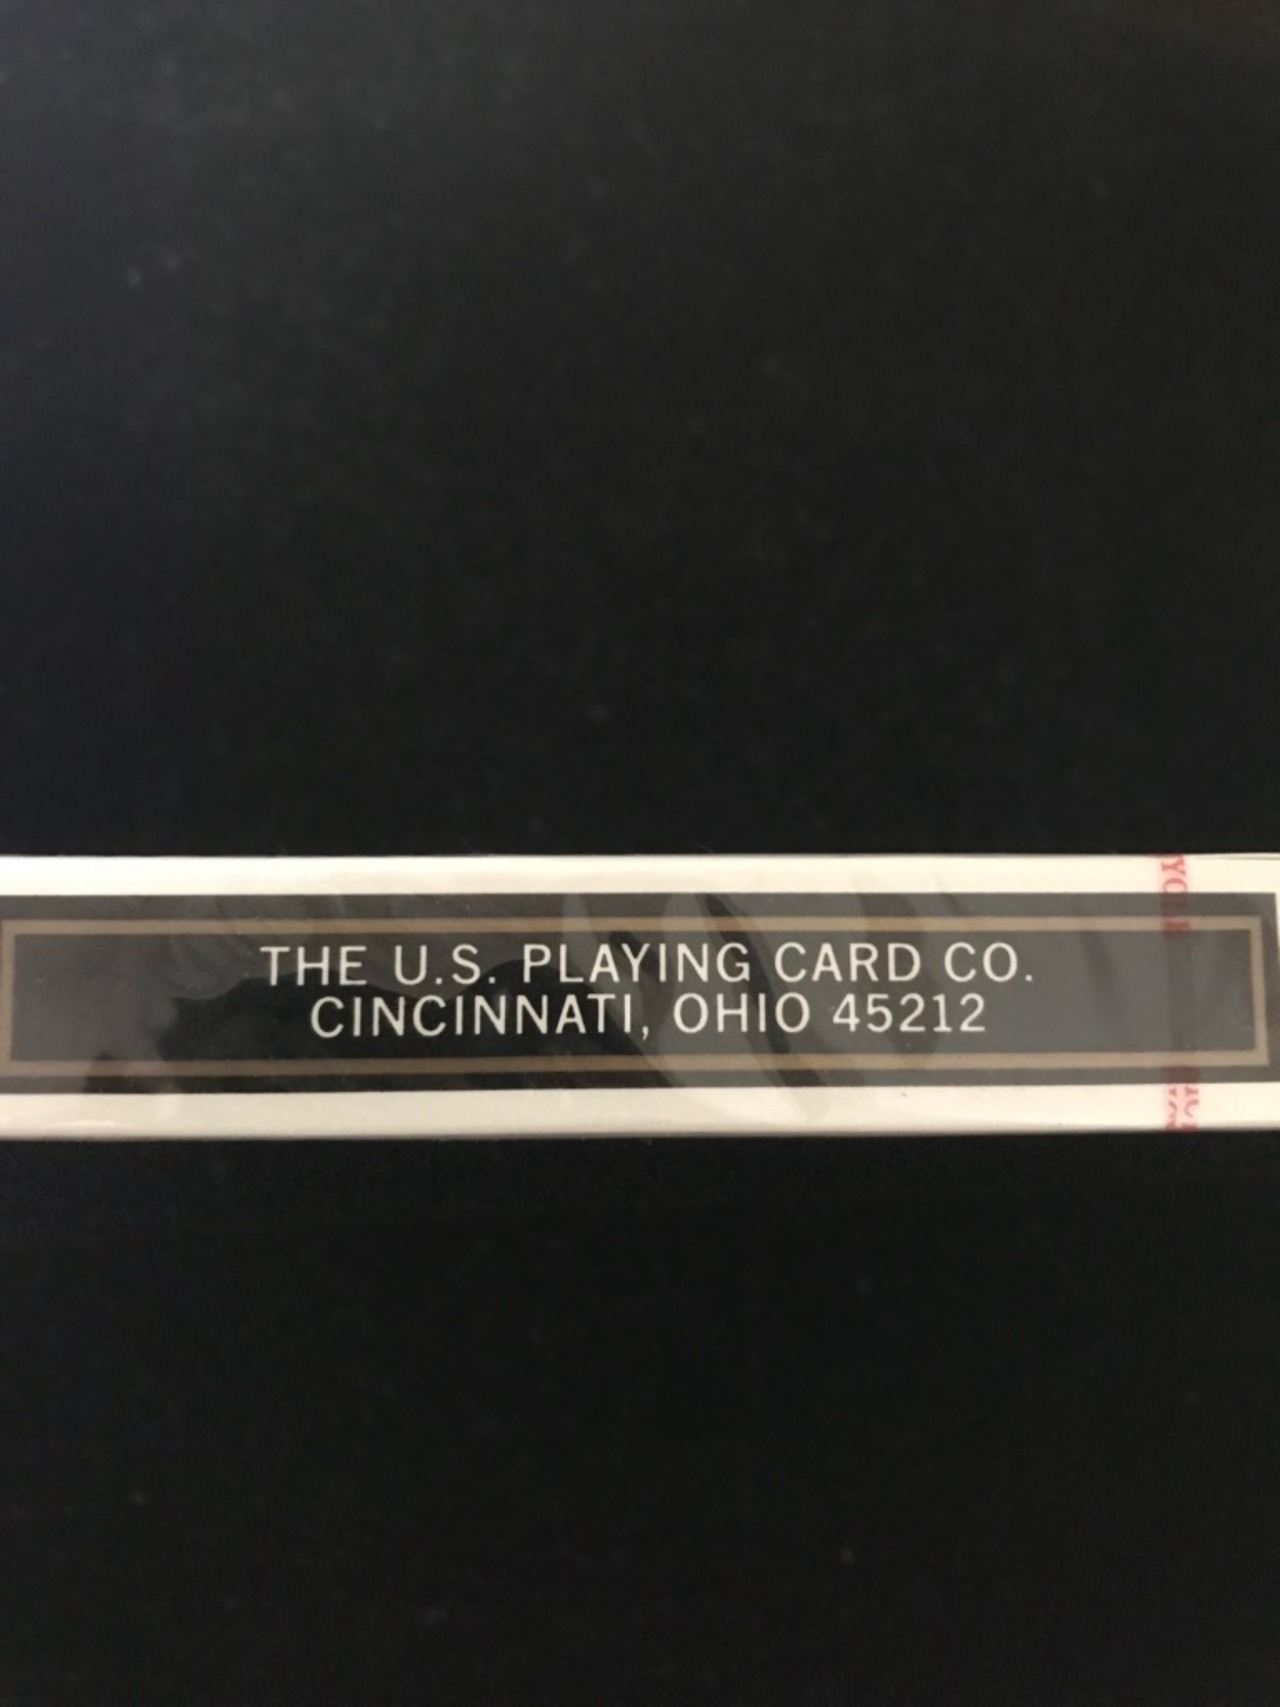 THE U.S. PLAYING CARD CO.
CINCINNATI, OHIO 45212